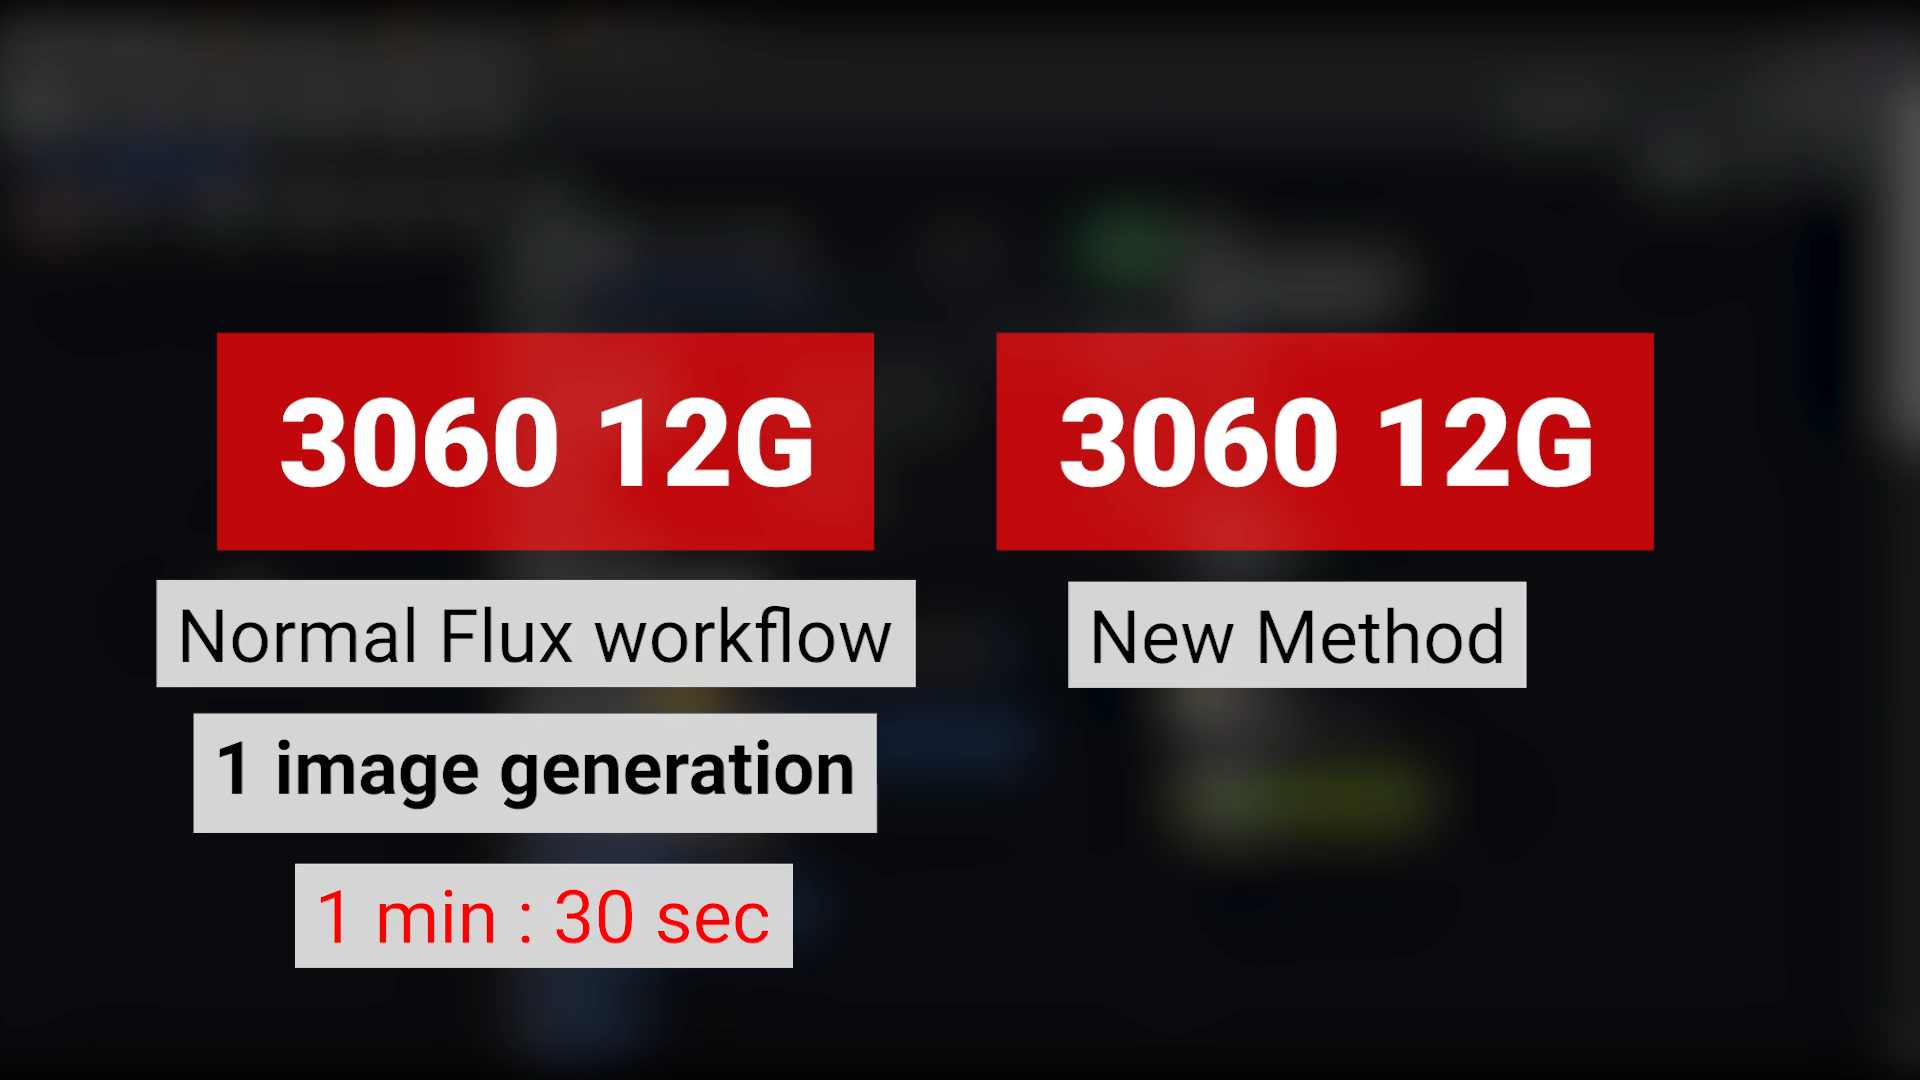 3060 12G
Normal Flux workflow
1 image generation
1 min : 30 sec
3060 12G
New Method